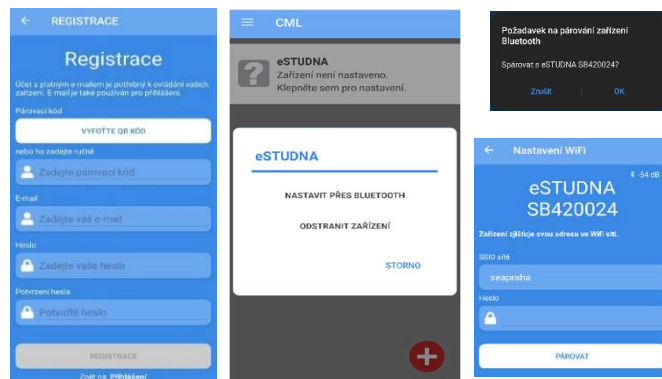 REGISTRACE
Registrace
Účet s platným e-mailem je potřebný k ovládání vašich
zařízení. E-mail je také používán pro přihlášení.
Párovací kód
VYFOŤTE QR KÓD
nebo ho zadejte ručně
Zadejte párovací kód
E-mail
Zadejte váš e-mail
Heslo
Zadejte vaše heslo
Potvrzení hesla
Potvrďte heslo
REGISTRACE
Zpět na Přihlášení
CML
eSTUDNA
Zařízení není nastaveno.
Klepněte sem pro nastavení.
eSTUDNA
NASTAVIT PŘES BLUETOOTH
ODSTRANIT ZAŘÍZENÍ
STORNO
Požadavek na párování zařízení
Bluetooth
Spárovat s eSTUDNA SB420024?
Zrušit
OK
Nastavení WiFi
-54 dB
eSTUDNA
SB420024
Zařízení zjišťuje svou adresu ve Wifi síti.
SSID sítě
seapraha
Heslo
PÁROVAT